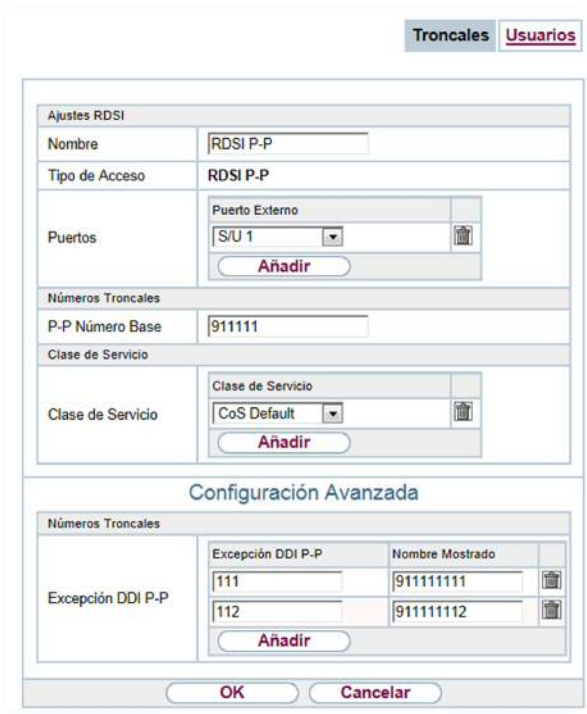 Troncales Usuarios
Ajustes RDSI
Nombre RDSI P-P
Tipo de Acceso RDSI P-P
Puerto Externo
Puertos S/U 1
Añadir
Números Troncales
P-P Número Base 911111
Clase de Servicio
Clase de Servicio
Clase de Servicio CoS Default
Añadir
Configuración Avanzada
Números Troncales
Excepción DDI P-P Nombre Mostrado
Excepción DDI P-P
111 911111111
112 911111112
Añadir
OK Cancelar